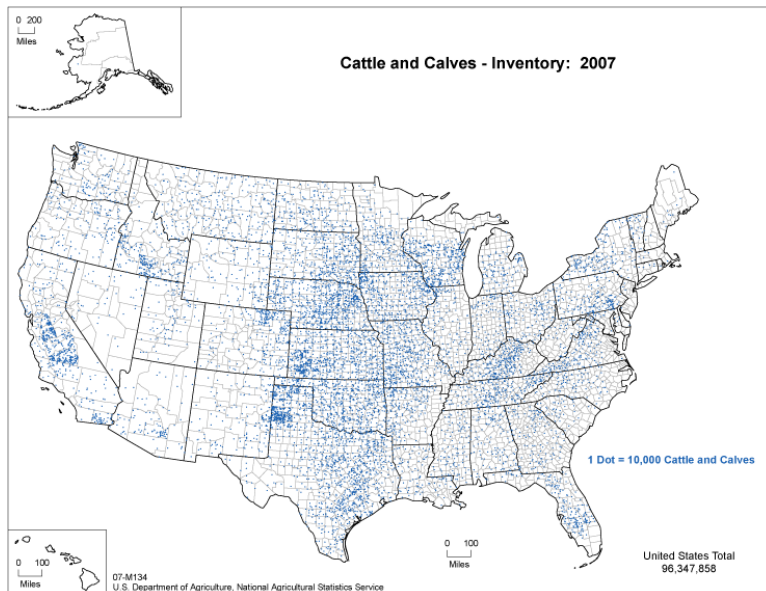 0 200
Miles
Cattle and Calves - Inventory: 2007
1 Dot = 10,000 Cattle and Calves
0 100
Miles
0 100
Miles
United States Total
96,347,858
07-M134
U.S. Department of Agriculture, National Agricultural Statistics Service